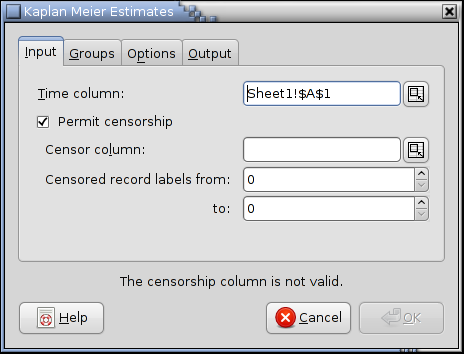 Kaplan Meier Estimates
Input Groups Options Output
Time column: Sheet1!$A$1
Permit censorship
Censor column:
Censored record labels from: 0
to: 0
The censorship column is not valid.
Help Cancel OK